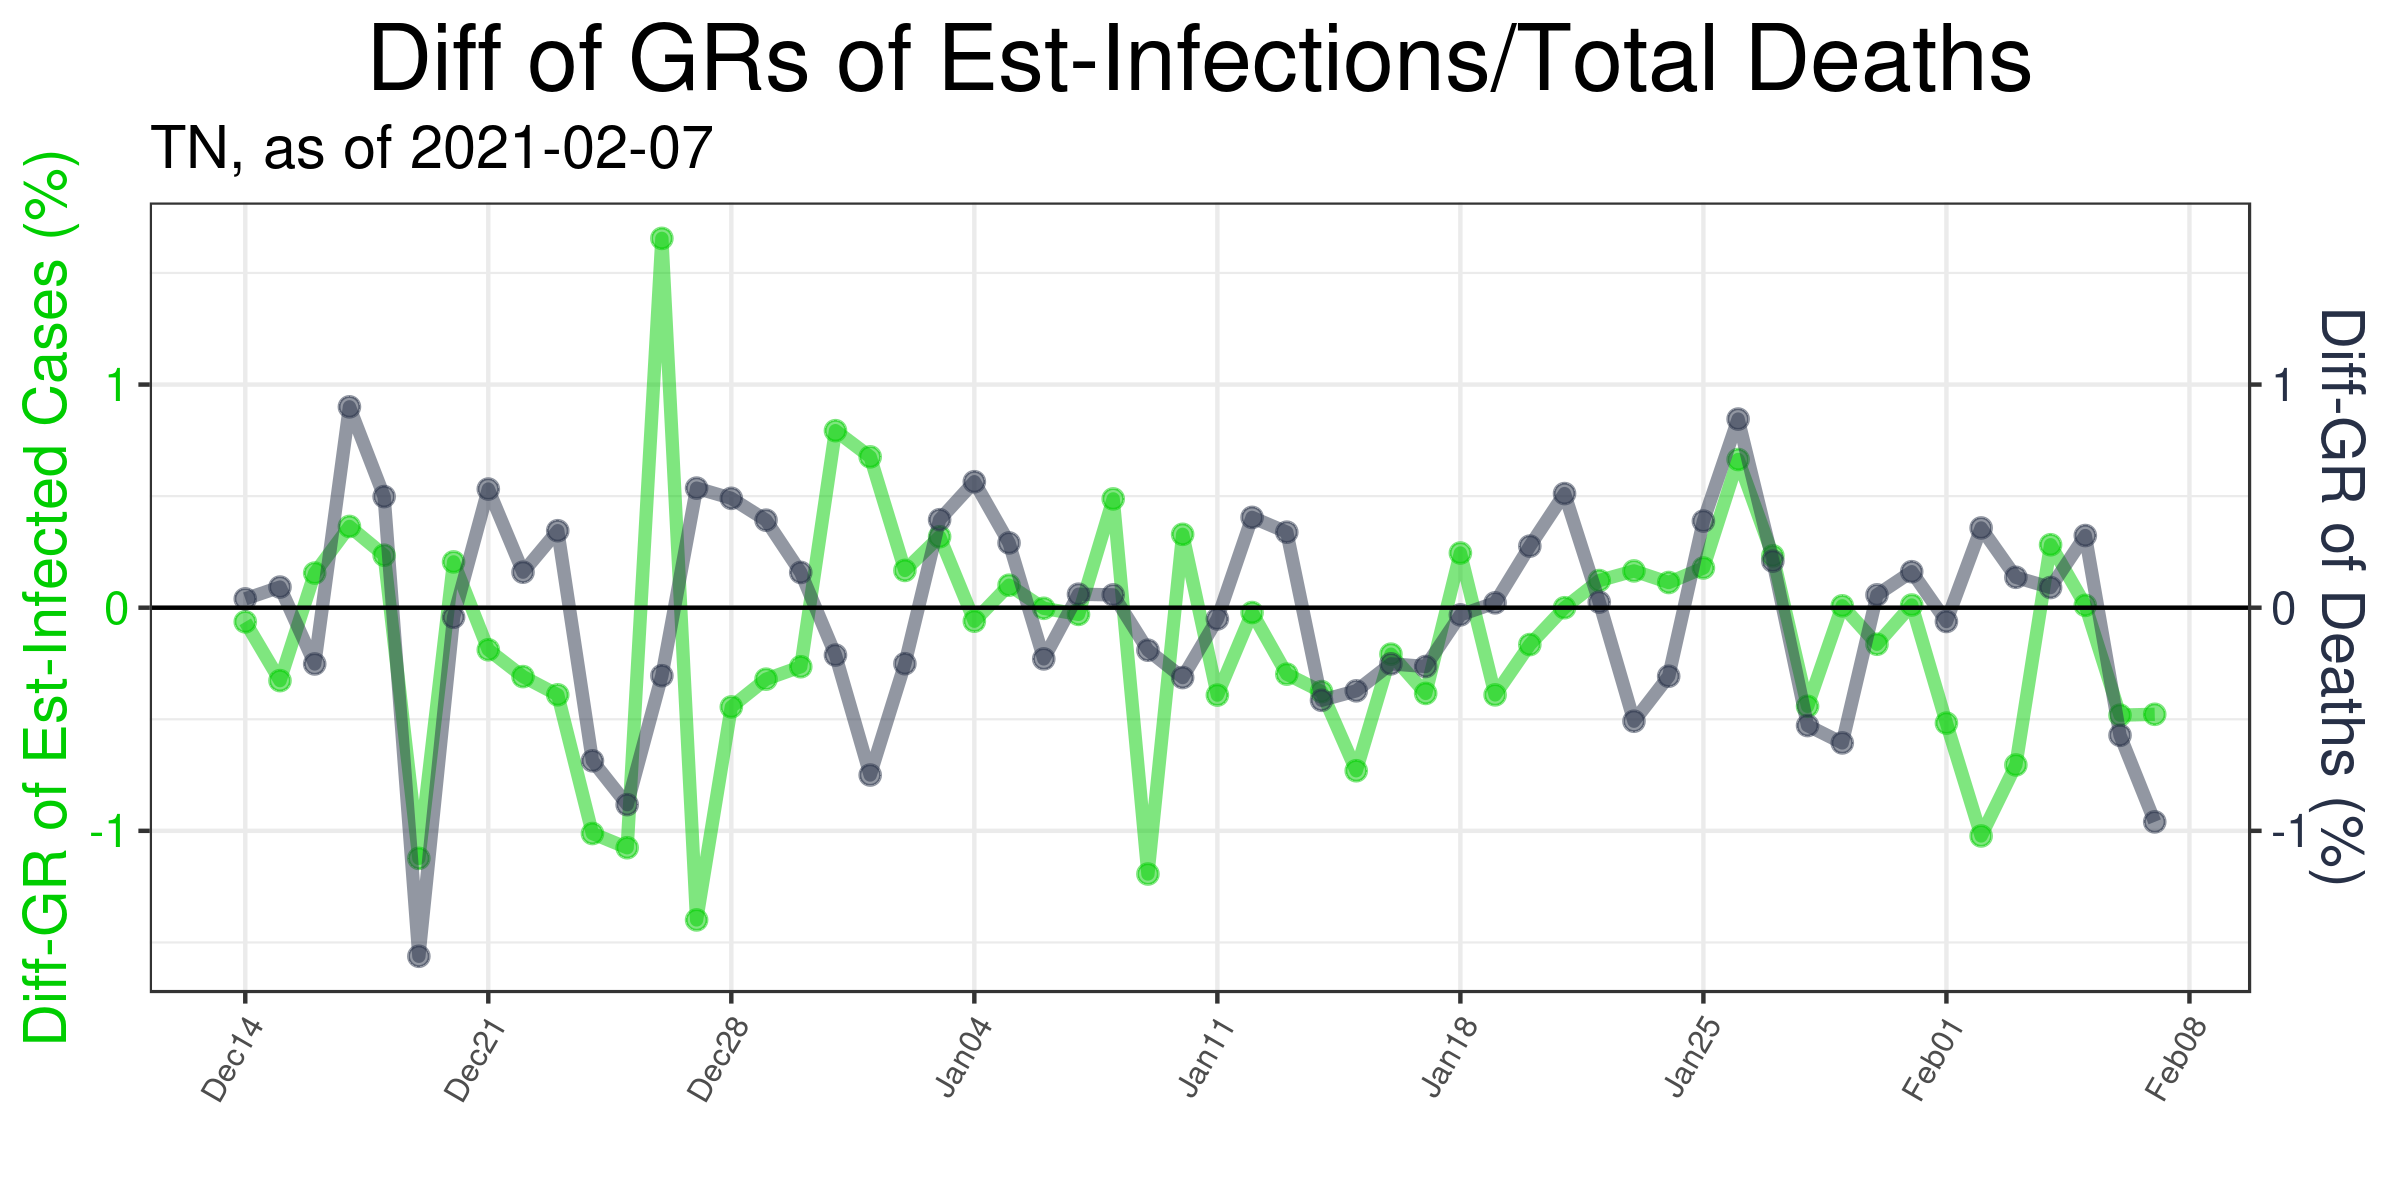 Diff of GRs of Est-Infections/Total Deaths
TN, as of 2021-02-07
Diff-GR of Est-Infected Cases (%)
1
0
-1
1
0
-1
Diff-GR of Deaths (%)
Dec14
Dec21
Dec28
Jan04
Jan11
Jan18
Jan25
Feb01
Feb08